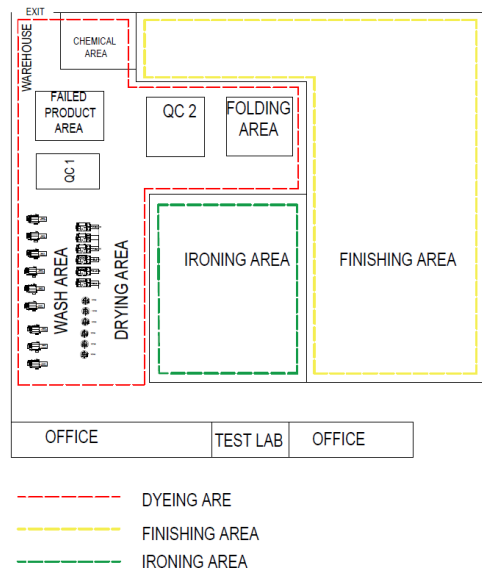 EXIT
WAREHOUSE
CHEMICAL
AREA
FAILED
PRODUCT
AREA
QC 2
FOLDING
AREA
QC 1
WASH AREA
DRYING AREA
IRONING AREA
FINISHING AREA
OFFICE
TEST LAB
OFFICE
DYEING ARE
FINISHING AREA
IRONING AREA